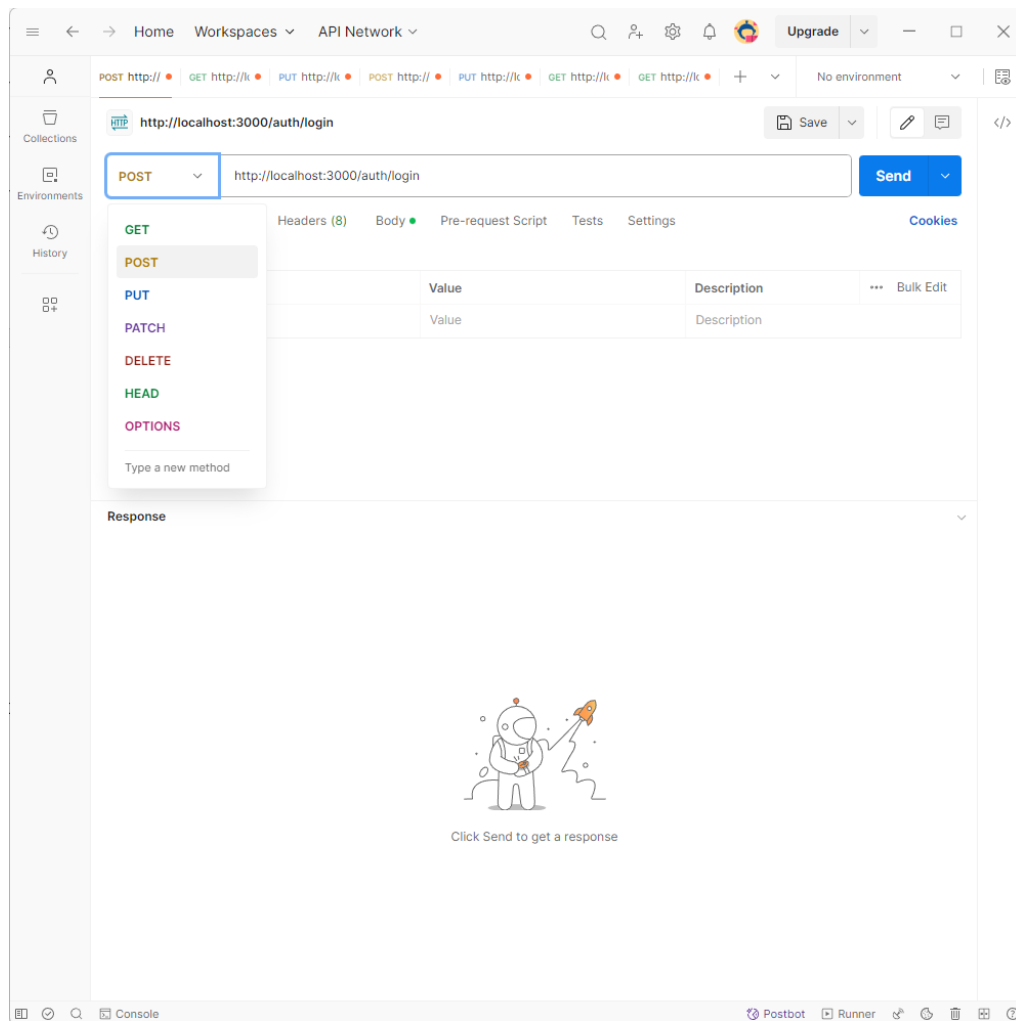 Home Workspaces API Network Upgrade
POST http:// GET http://lc PUT http://lc POST http:// PUT http://lc GET http://lc GET http://lc No environment
HTTP http://localhost:3000/auth/login Save
Collections
POST http://localhost:3000/auth/login Send
Environments
Headers (8) Body Pre-request Script Tests Settings Cookies
GET
History
POST
Value Description Bulk Edit
PUT
Value Description
PATCH
DELETE
HEAD
OPTIONS
Type a new method
Response
Click Send to get a response
Console Postbot Runner